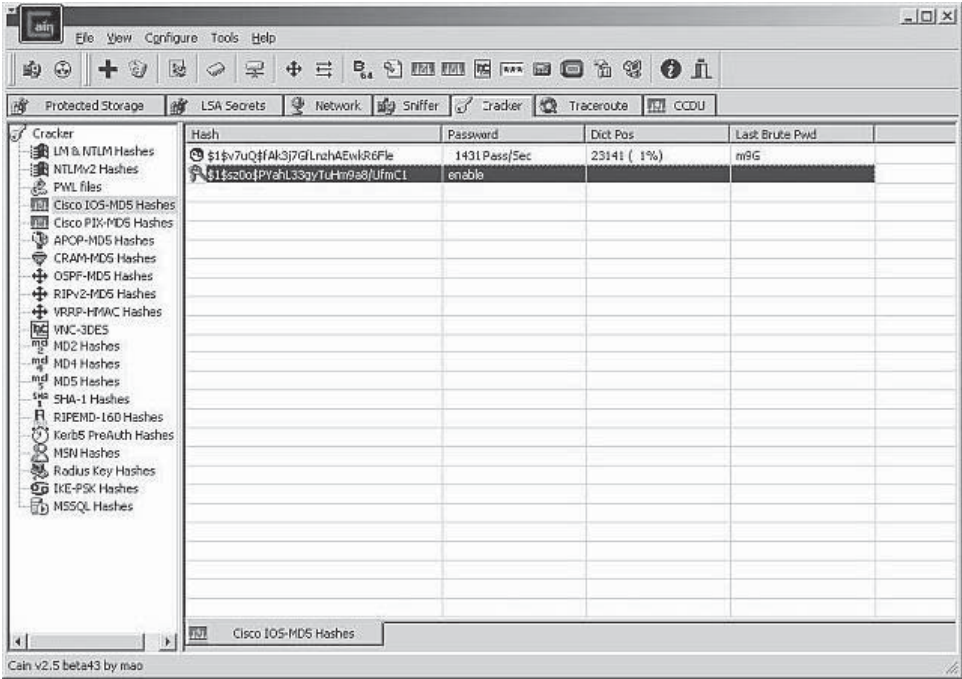 ain
File View Configure Tools Help
B 64
Protected Storage LSA Secrets Network Sniffer Cracker Traceroute CCDU
Cracker
LM & NTLM Hashes
NTLMv2 Hashes
PWL files
Cisco IOS-MD5 Hashes
Cisco PIX-MD5 Hashes
APOP-MD5 Hashes
CRAM-MD5 Hashes
OSPF-MD5 Hashes
RIPv2-MD5 Hashes
VRRP-HMAC Hashes
VNC-3DES
MD2 Hashes
MD4 Hashes
MD5 Hashes
SHA-1 Hashes
RIPEMD-160 Hashes
Kerb5 PreAuth Hashes
MSN Hashes
Radius Key Hashes
IKE-PSK Hashes
MSSQL Hashes
Hash Password Dict Pos Last Brute Pwd
$1$v7uQ$fAk3j7GfLnzhAEwkR6Fle 1431 Pass/Sec 23141 ( 1%) m9G
$1$sz0o$PYahL33gyTuHm9a8/UfmC1 enable
Cisco IOS-MD5 Hashes
Cain v2.5 beta43 by mao